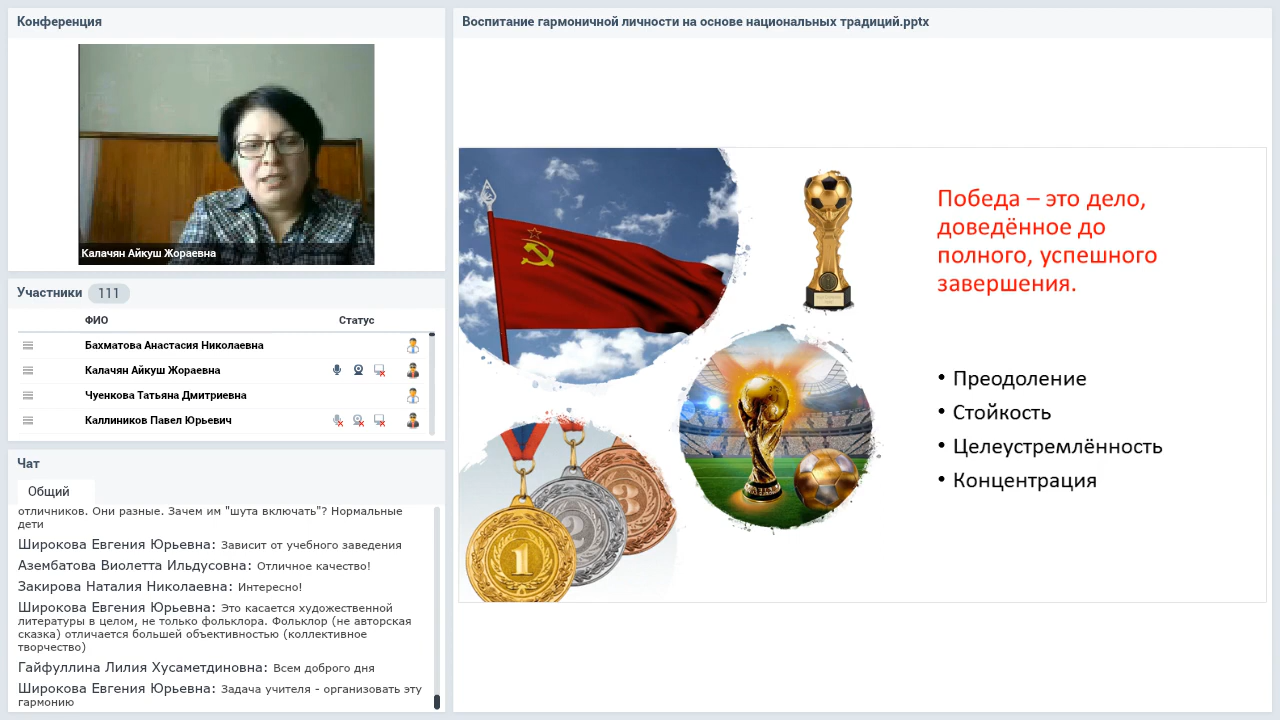 Конференция
Калачян Айкуш Жораевна
Участники 111
ФИО Статус
Бахматова Анастасия Николаевна
Калачян Айкуш Жораевна
Чуенкова Татьяна Дмитриевна
Каллиников Павел Юрьевич
Чат
Общий
отличников. Они разные. Зачем им "шута включать"? Нормальные
дети
Широкова Евгения Юрьевна: Зависит от учебного заведения
Азембатова Виолетта Ильдусовна: Отличное качество!
Закирова Наталия Николаевна: Интересно!
Широкова Евгения Юрьевна: Это касается художественной
литературы в целом, не только фольклора. Фольклор (не авторская
сказка) отличается большей объективностью (коллективное
творчество)
Гайфуллина Лилия Хусаметдиновна: Всем доброго дня
Широкова Евгения Юрьевна: Задача учителя - организовать эту
гармонию
Воспитание гармоничной личности на основе национальных традиций.pptx
Победа – это дело,
доведённое до
полного, успешного
завершения.
• Преодоление
• Стойкость
• Целеустремлённость
• Концентрация
1
2
3